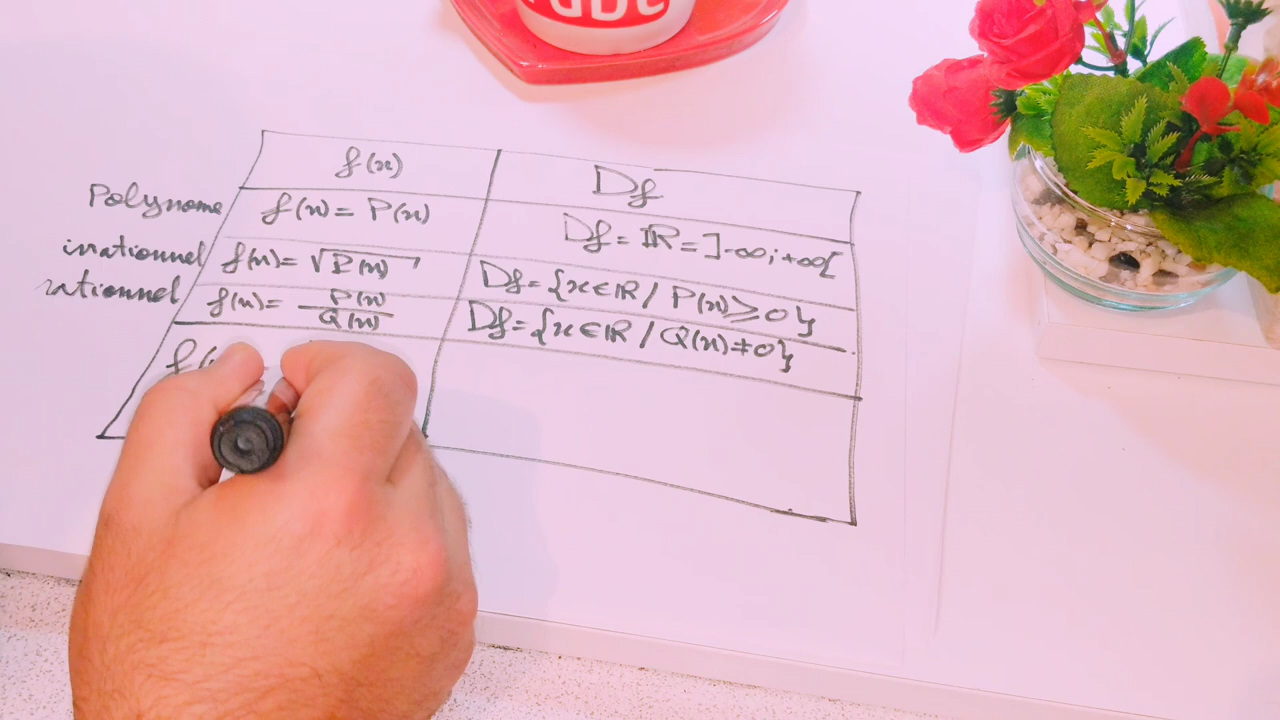 f(x) Df
Polynome f(x) = P(x) Df = ℝ = ]-∞; +∞[
irrationnel f(x) = √P(x) Df = {x ∈ ℝ / P(x) ⩾ 0}
rationnel f(x) = P(x)/Q(x) Df = {x ∈ ℝ / Q(x) ≠ 0}
f(